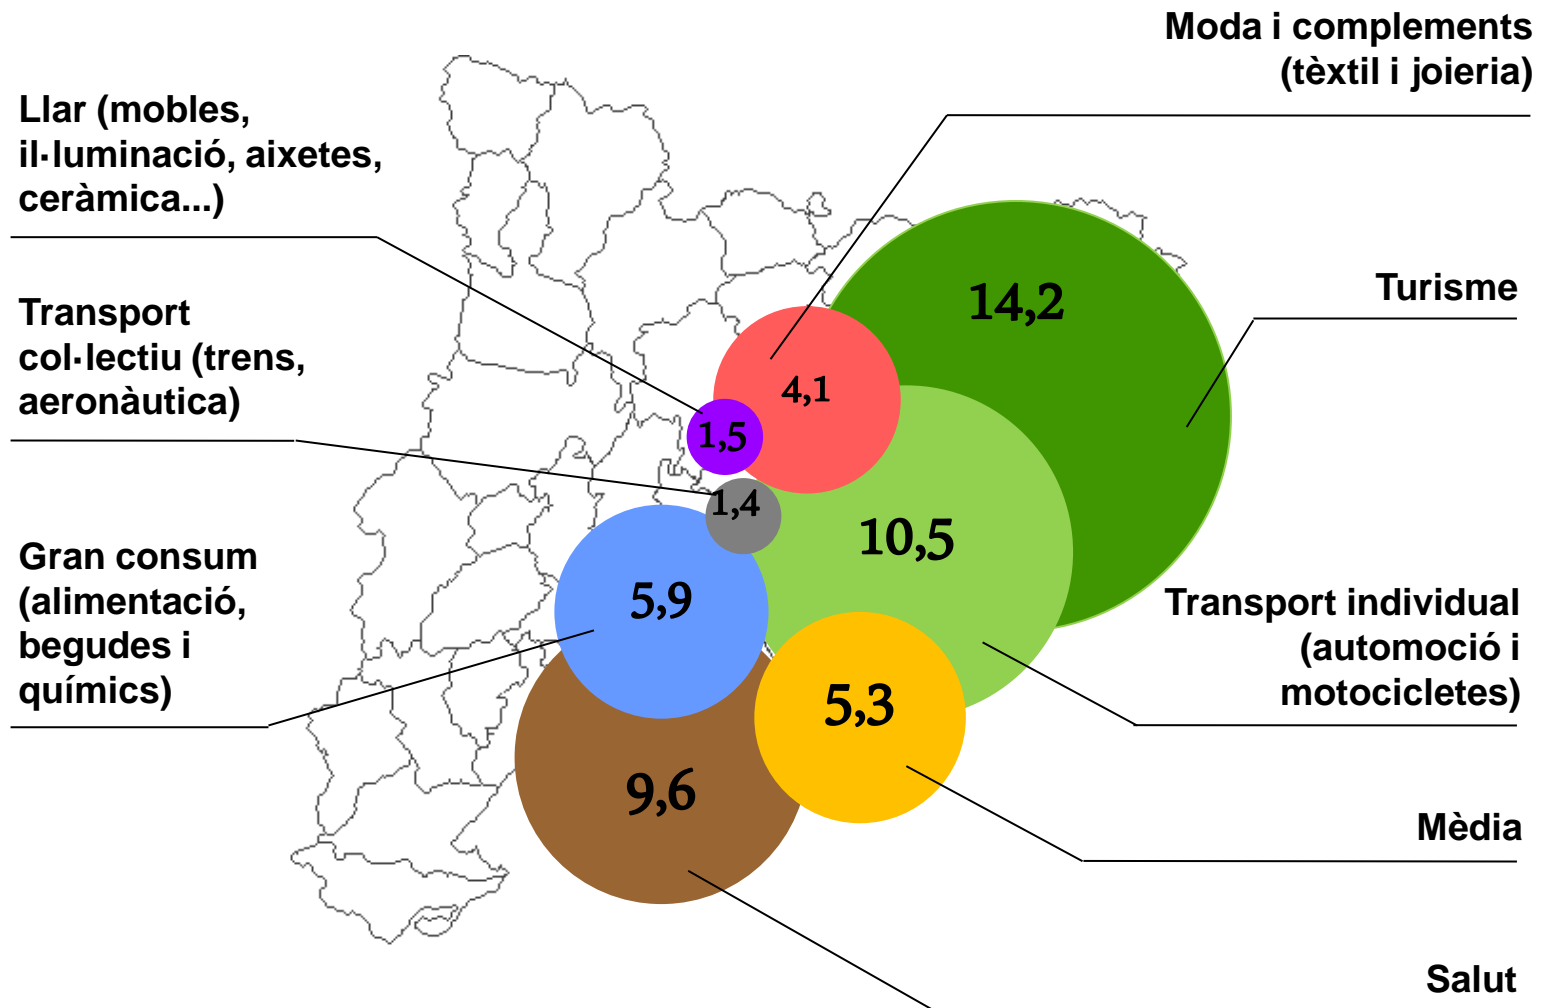 Moda i complements
(tèxtil i joieria)
Llar (mobles,
il·luminació, aixetes,
ceràmica...)
Transport
col·lectiu (trens,
aeronàutica)
Gran consum
(alimentació,
begudes i
químics)
14,2
4,1
1,5
1,4
10,5
5,9
5,3
9,6
Turisme
Transport individual
(automoció i
motocicletes)
Mèdia
Salut